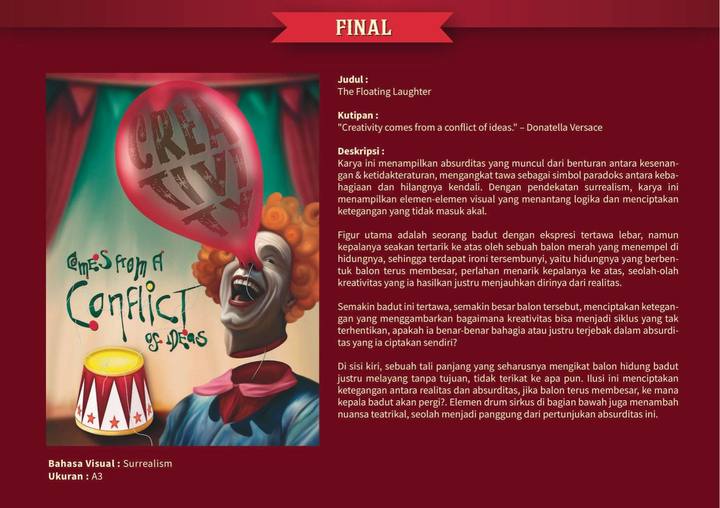 FINAL
CREA
TIVI
TY
COMES FROM A
CONFLICT
OF IDEAS
Judul :
The Floating Laughter
Kutipan :
"Creativity comes from a conflict of ideas." – Donatella Versace
Deskripsi :
Karya ini menampilkan absurditas yang muncul dari benturan antara kesenan-
gan & ketidakteraturan, mengangkat tawa sebagai simbol paradoks antara keba-
hagiaan dan hilangnya kendali. Dengan pendekatan surrealism, karya ini
menampilkan elemen-elemen visual yang menantang logika dan menciptakan
ketegangan yang tidak masuk akal.
Figur utama adalah seorang badut dengan ekspresi tertawa lebar, namun
kepalanya seakan tertarik ke atas oleh sebuah balon merah yang menempel di
hidungnya, sehingga terdapat ironi tersembunyi, yaitu hidungnya yang berben-
tuk balon terus membesar, perlahan menarik kepalanya ke atas, seolah-olah
kreativitas yang ia hasilkan justru menjauhkan dirinya dari realitas.
Semakin badut ini tertawa, semakin besar balon tersebut, menciptakan ketegan-
gan yang menggambarkan bagaimana kreativitas bisa menjadi siklus yang tak
terhentikan, apakah ia benar-benar bahagia atau justru terjebak dalam absurdi-
tas yang ia ciptakan sendiri?
Di sisi kiri, sebuah tali panjang yang seharusnya mengikat balon hidung badut
justru melayang tanpa tujuan, tidak terikat ke apa pun. Ilusi ini menciptakan
ketegangan antara realitas dan absurditas, jika balon terus membesar, ke mana
kepala badut akan pergi?. Elemen drum sirkus di bagian bawah juga menambah
nuansa teatrikal, seolah menjadi panggung dari pertunjukan absurditas ini.
Bahasa Visual : Surrealism
Ukuran : A3